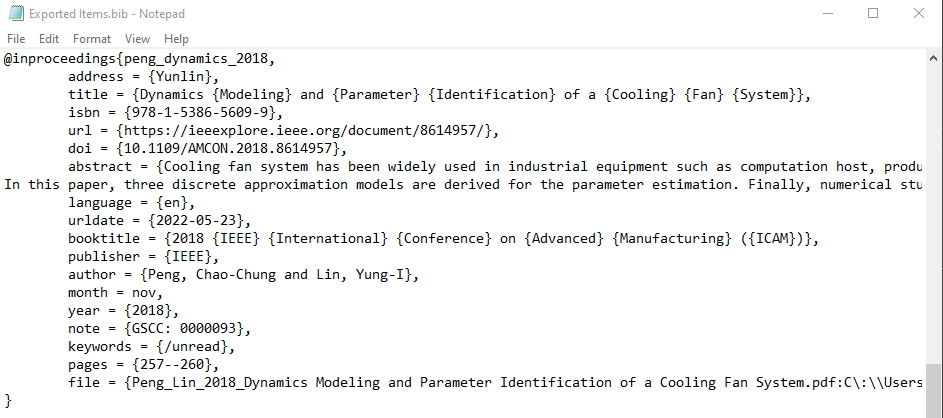 Exported Items.bib - Notepad
File Edit Format View Help
@inproceedings{peng_dynamics_2018,
address = {Yunlin},
title = {Dynamics {Modeling} and {Parameter} {Identification} of a {Cooling} {Fan} {System}},
isbn = {978-1-5386-5609-9},
url = {https://ieeexplore.ieee.org/document/8614957/},
doi = {10.1109/AMCON.2018.8614957},
abstract = {Cooling fan system has been widely used in industrial equipment such as computation host, produ
In this paper, three discrete approximation models are derived for the parameter estimation. Finally, numerical stu
language = {en},
urldate = {2022-05-23},
booktitle = {2018 {IEEE} {International} {Conference} on {Advanced} {Manufacturing} ({ICAM})},
publisher = {IEEE},
author = {Peng, Chao-Chung and Lin, Yung-I},
month = nov,
year = {2018},
note = {GSCC: 0000093},
keywords = {/unread},
pages = {257--260},
file = {Peng_Lin_2018_Dynamics Modeling and Parameter Identification of a Cooling Fan System.pdf:C\:\\Users
}